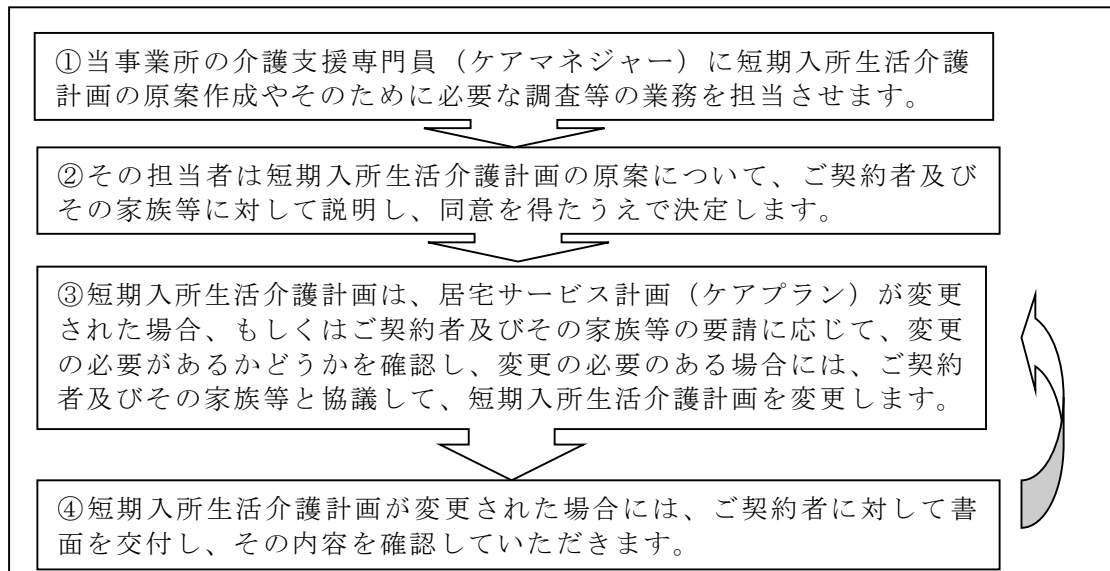 ①当事業所の介護支援専門員（ケアマネジャー）に短期入所生活介護
計画の原案作成やそのために必要な調査等の業務を担当させます。
②その担当者は短期入所生活介護計画の原案について、ご契約者及び
その家族等に対して説明し、同意を得たうえで決定します。
③短期入所生活介護計画は、居宅サービス計画（ケアプラン）が変更
された場合、もしくはご契約者及びその家族等の要請に応じて、変更
の必要があるかどうかを確認し、変更の必要のある場合には、ご契約
者及びその家族等と協議して、短期入所生活介護計画を変更します。
④短期入所生活介護計画が変更された場合には、ご契約者に対して書
面を交付し、その内容を確認していただきます。